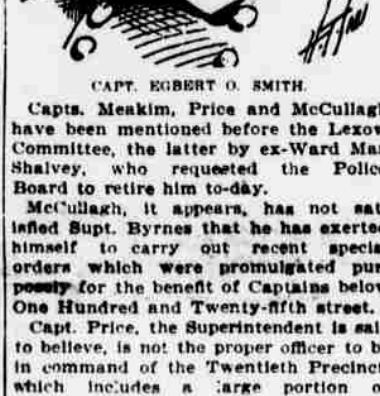 CAPT. EGBERT O. SMITH.
Capts. Meakim, Price and McCullagh
have been mentioned before the Lexow
Committee, the latter by ex-Ward Man
Shalvey, who requested the Police
Board to retire him to-day.
McCullagh, it appears, has not sat-
isfied Supt. Byrnes that he has exerted
himself to carry out recent special
orders which were promulgated pur-
posely for the benefit of Captains below
One Hundred and Twenty-fifth street.
Capt. Price, the Superintendent is said
to believe, is not the proper officer to be
in command of the Twentieth Precinct
which includes a large portion of